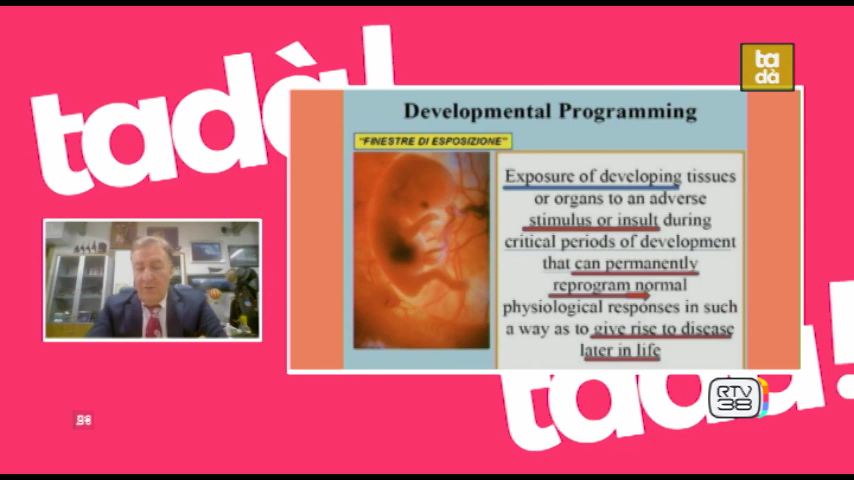 tadà!
ta
dà
Developmental Programming
"FINESTRE DI ESPOSIZIONE"
Exposure of developing tissues
or organs to an adverse
stimulus or insult during
critical periods of development
that can permanently
reprogram normal
physiological responses in such
a way as to give rise to disease
later in life
tadà!
RTV
38